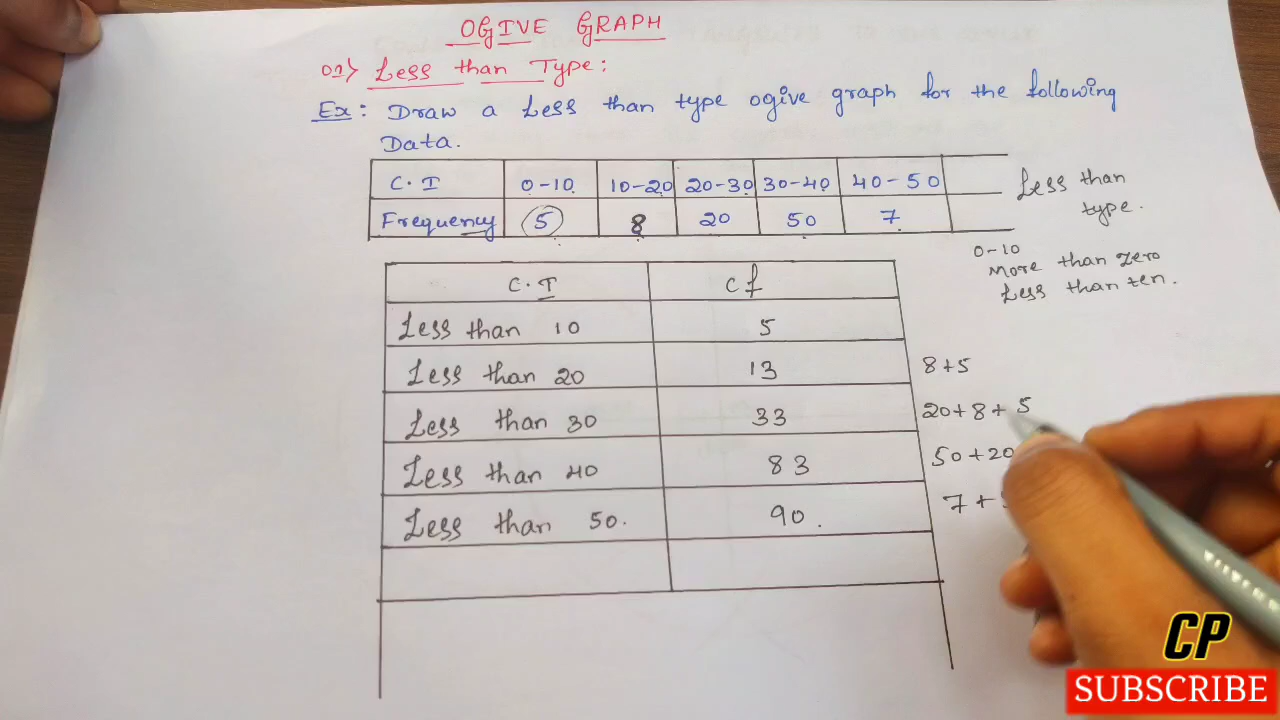 OGIVE GRAPH
01) Less than Type:
Ex: Draw a Less than type ogive graph for the following
Data.
C.I 0-10 10-20 20-30 30-40 40-50
Frequency 5 8 20 50 7
Less than
type.
0-10
More than zero
Less than ten.
C.I cf
Less than 10 5
Less than 20 13 8+5
Less than 30 33 20+8+5
Less than 40 83 50+20
Less than 50. 90. 7+
CP
SUBSCRIBE